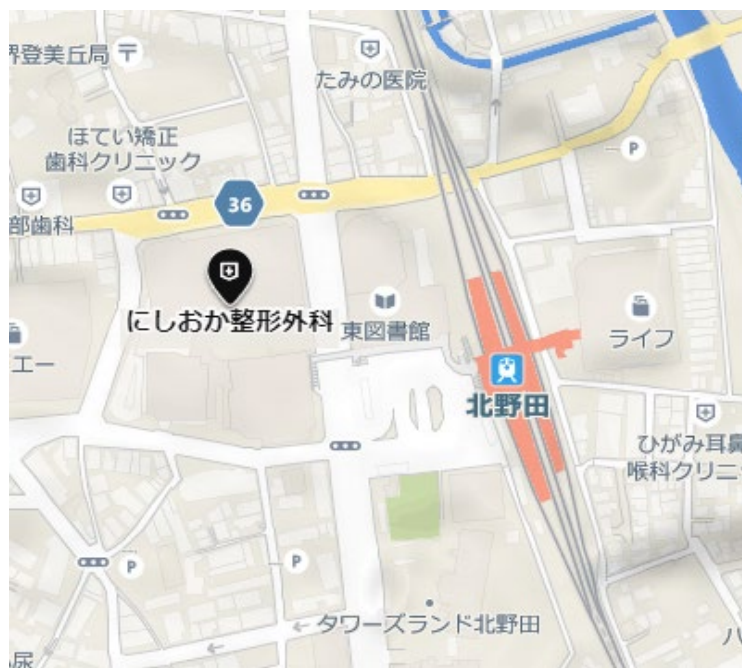 堺登美丘局
たみの医院
ほてい矯正
歯科クリニック
P
36
部歯科
にしおか整形外科
東図書館
ライフ
エー
北野田
ひがみ耳鼻
喉科クリニ
P
P
タワーズランド北野田
尿
ハ